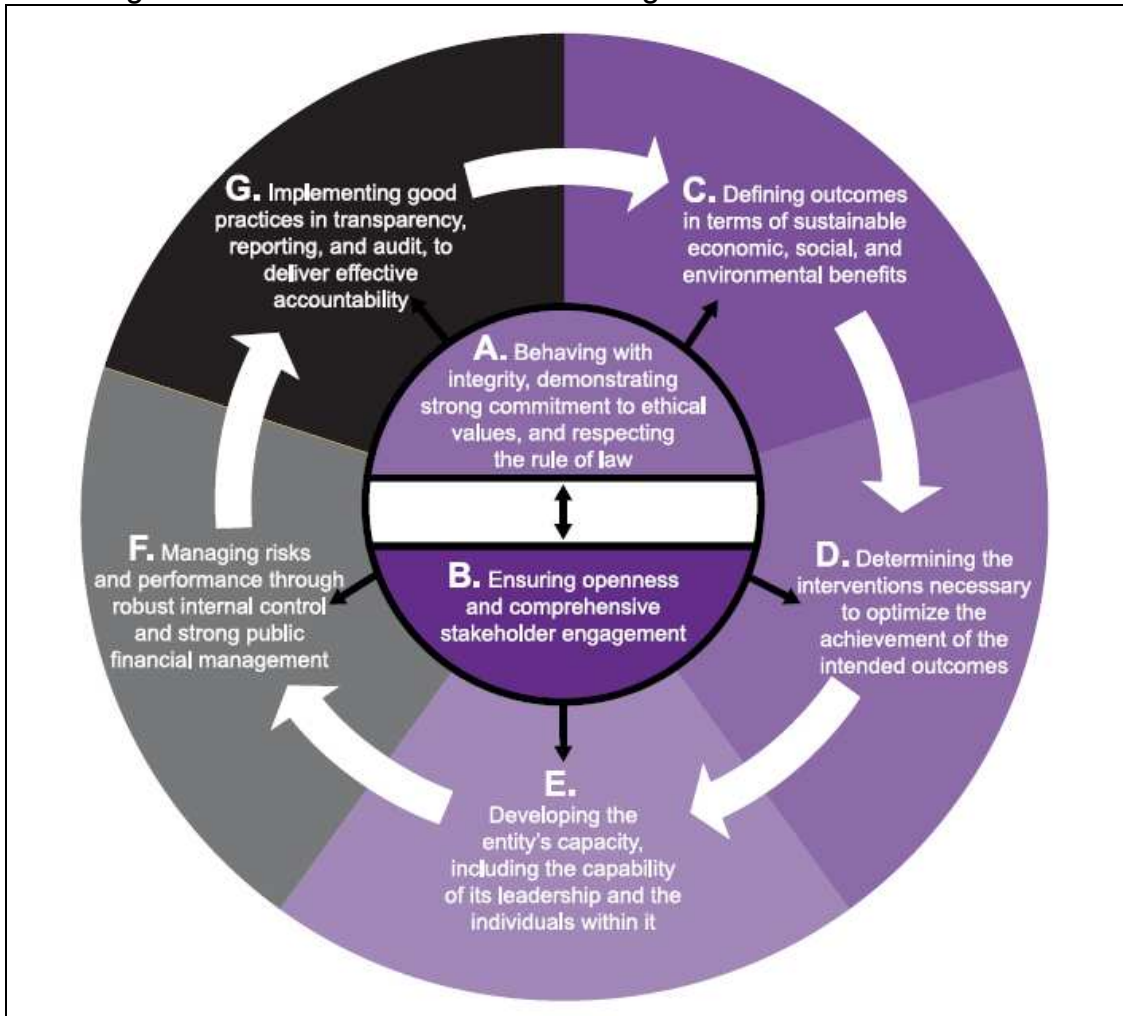 G. Implementing good
practices in transparency,
reporting, and audit, to
deliver effective
accountability
C. Defining outcomes
in terms of sustainable
economic, social, and
environmental benefits
A. Behaving with
integrity, demonstrating
strong commitment to ethical
values, and respecting
the rule of law
F. Managing risks
and performance through
robust internal control
and strong public
financial management
B. Ensuring openness
and comprehensive
stakeholder engagement
D. Determining the
interventions necessary
to optimize the
achievement of the
intended outcomes
E.
Developing the
entity's capacity,
including the capability
of its leadership and the
individuals within it